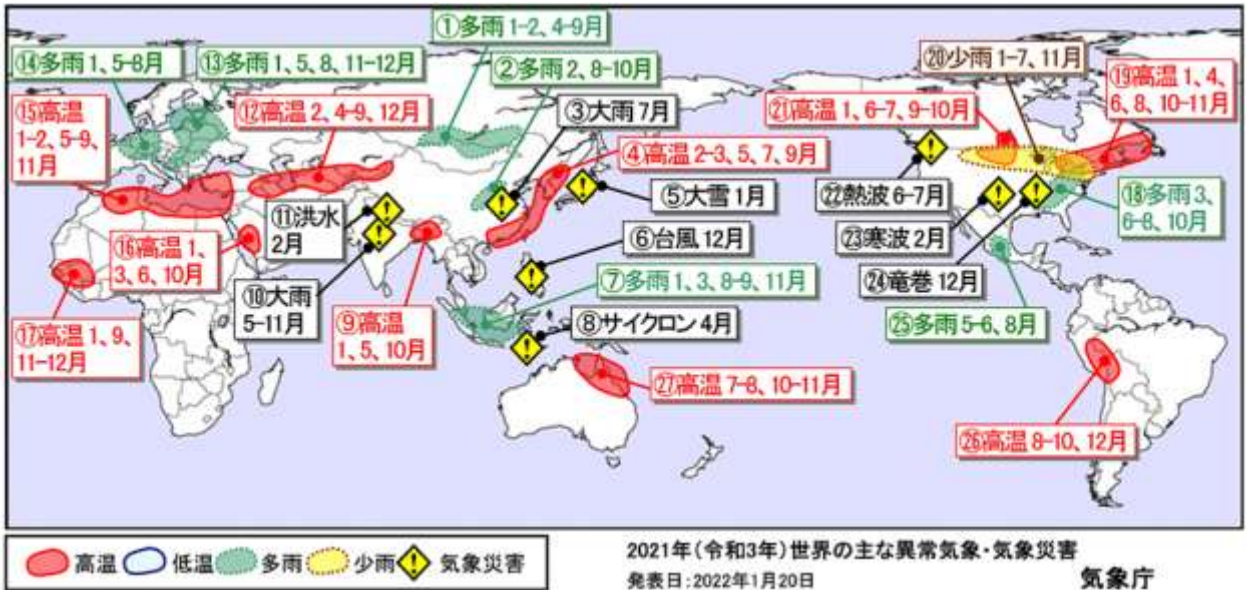 ①多雨 1-2、4-9月
⑭多雨 1、5-8月
⑬多雨 1、5、8、11-12月
②多雨 2、8-10月
⑳少雨 1-7、11月
⑮高温
1-2、5-9、
11月
⑫高温 2、4-9、12月
③大雨 7月
㉑高温 1、6-7、9-10月
⑲高温 1、4、
6、8、10-11月
④高温 2-3、5、7、9月
⑤大雪 1月
㉒熱波 6-7月
⑱多雨 3、
6-8、10月
⑪洪水
2月
⑯高温 1、
3、6、10月
⑥台風 12月
㉓寒波 2月
⑦多雨 1、3、8-9、11月
㉔竜巻 12月
⑩大雨
5-11月
⑨高温
1、5、10月
⑧サイクロン 4月
㉕多雨 5-6、8月
⑰高温 1、9、
11-12月
㉗高温 7-8、10-11月
㉖高温 8-10、12月
高温 低温 多雨 少雨 気象災害
2021年(令和3年)世界の主な異常気象・気象災害
発表日:2022年1月20日
気象庁